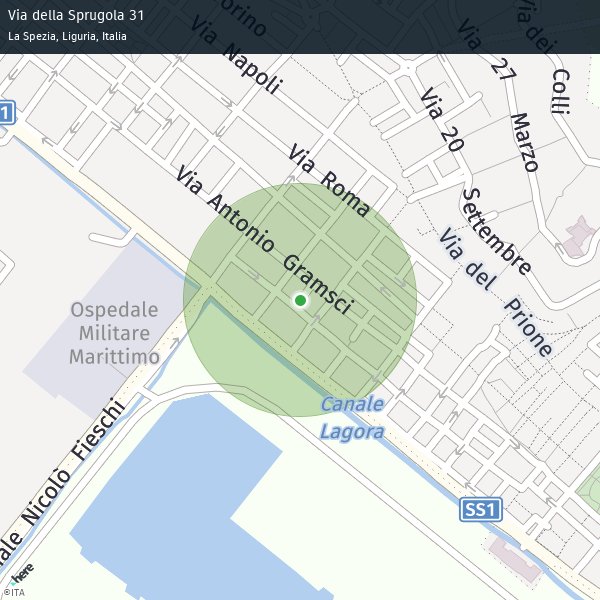 Via della Sprugola 31
La Spezia, Liguria, Italia
orino
Via Napoli
Via 27 Marzo
Via dei Colli
Via 20 Settembre
1
Via Roma
Via Antonio Gramsci
Via del Prione
Ospedale
Militare
Marittimo
Canale
Lagora
ale Nicolò Fieschi
SS1
here
©ITA